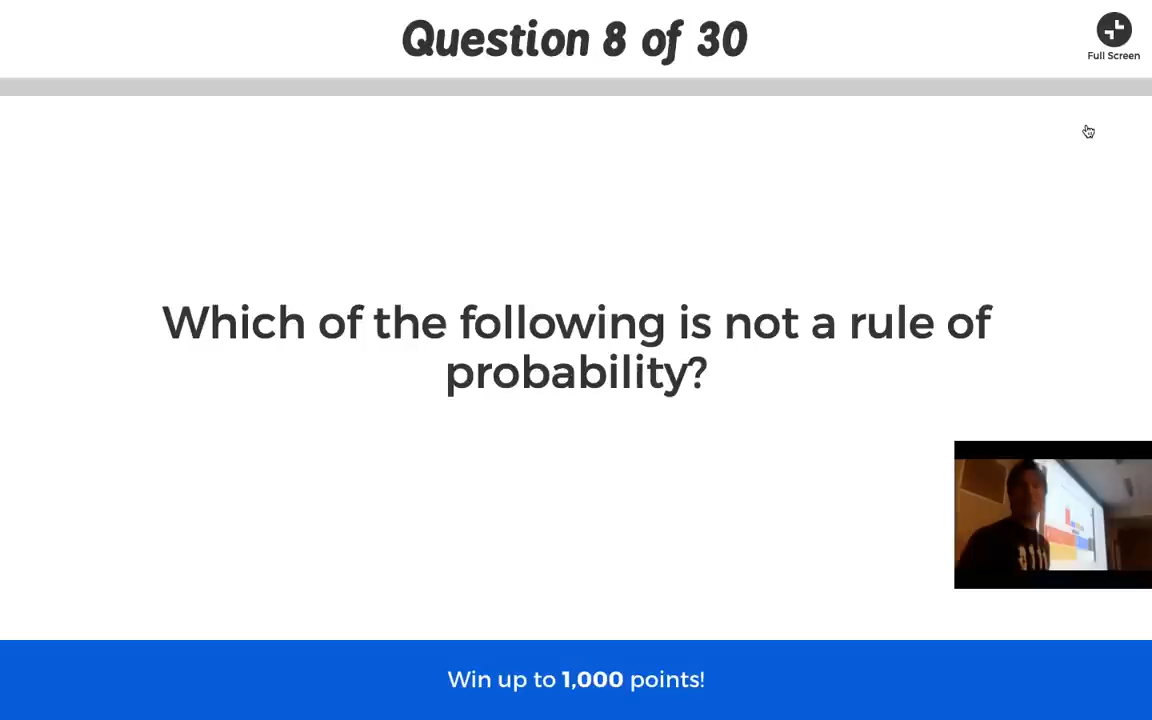 Question 8 of 30
Full Screen
Which of the following is not a rule of
probability?
Win up to 1,000 points!